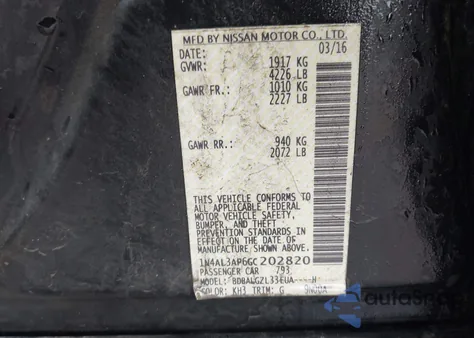 MFD BY NISSAN MOTOR CO., LTD.
DATE: 03/16
GVWR: 1917 KG
4226 LB
GAWR FR.: 1010 KG
2227 LB
GAWR RR.: 940 KG
2072 LB
THIS VEHICLE CONFORMS TO
ALL APPLICABLE FEDERAL
MOTOR VEHICLE SAFETY,
BUMPER, AND THEFT
PREVENTION STANDARDS IN
EFFECT ON THE DATE OF
MANUFACTURE SHOWN ABOVE.
1N4AL3AP6GC202820
PASSENGER CAR 793
MODEL:
COLOR: KH3 TRIM: G